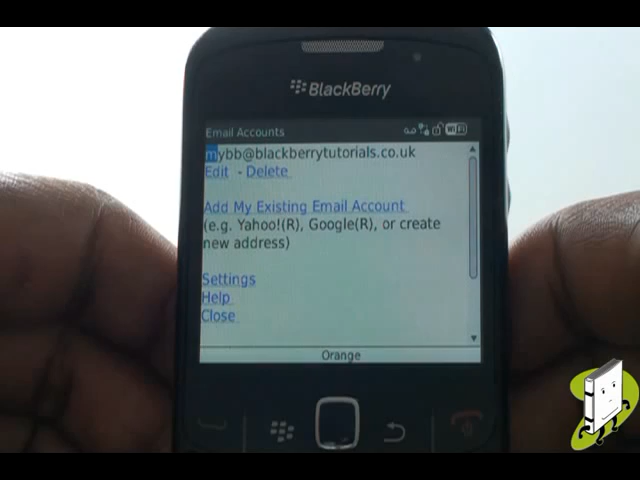 BlackBerry
Email Accounts
WiFi
mybb@blackberrytutorials.co.uk
Edit - Delete
Add My Existing Email Account
(e.g. Yahoo!(R), Google(R), or create
new address)
Settings
Help
Close
Orange